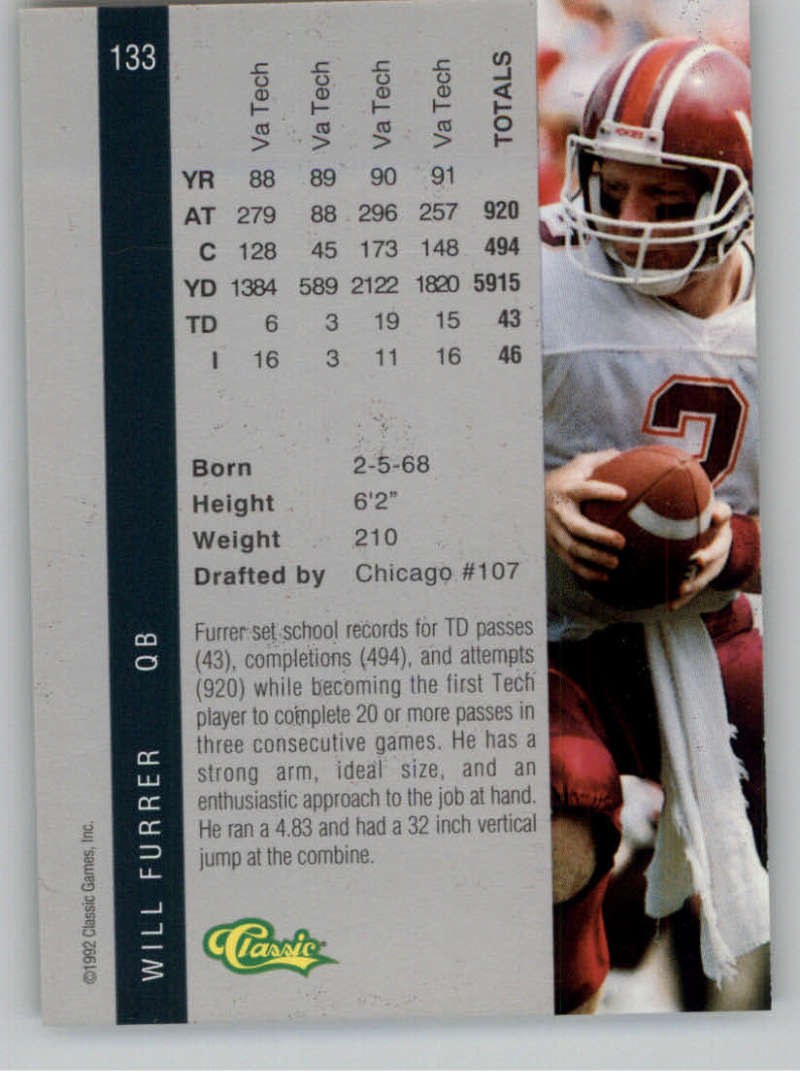 133
Va Tech Va Tech Va Tech Va Tech TOTALS
YR 88 89 90 91
AT 279 88 296 257 920
C 128 45 173 148 494
YD 1384 589 2122 1820 5915
TD 6 3 19 15 43
I 16 3 11 16 46
Born 2-5-68
Height 6'2"
Weight 210
Drafted by Chicago #107
Furrer set school records for TD passes
(43), completions (494), and attempts
(920) while becoming the first Tech
player to complete 20 or more passes in
three consecutive games. He has a
strong arm, ideal size, and an
enthusiastic approach to the job at hand.
He ran a 4.83 and had a 32 inch vertical
jump at the combine.
Classic
WILL FURRER QB
©1992 Classic Games, Inc.
HOKIES
2